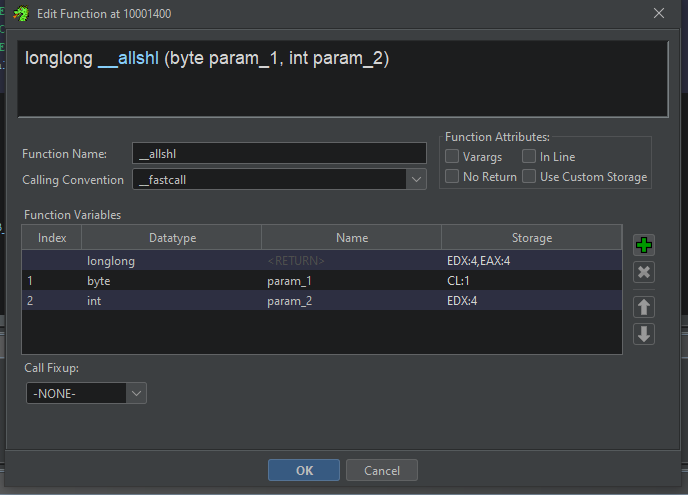 Edit Function at 10001400
longlong __allshl (byte param_1, int param_2)
Function Attributes:
Function Name: __allshl
Varargs In Line
Calling Convention __fastcall
No Return Use Custom Storage
Function Variables
Index Datatype Name Storage
longlong <RETURN> EDX:4,EAX:4
1 byte param_1 CL:1
2 int param_2 EDX:4
Call Fixup:
-NONE-
OK Cancel